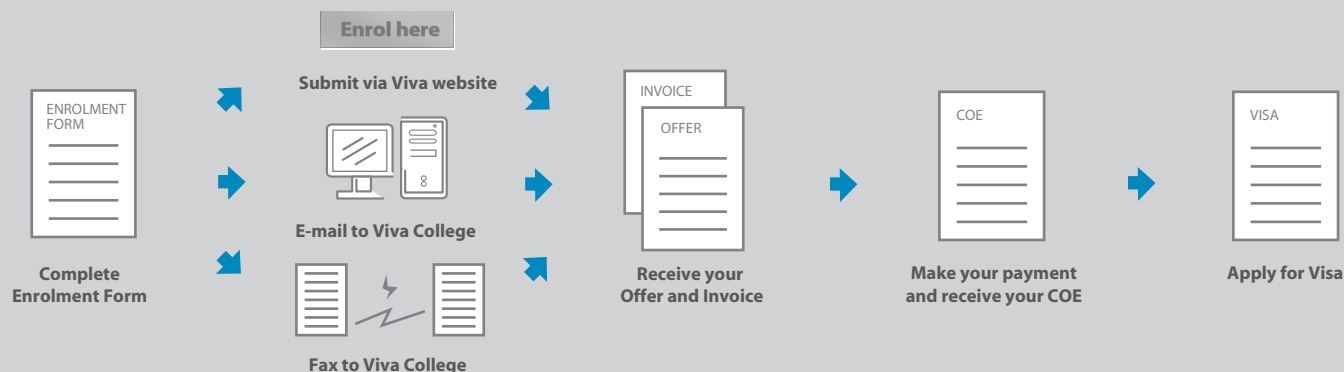 ENROLMENT
FORM
Complete
Enrolment Form
Enrol here
Submit via Viva website
E-mail to Viva College
Fax to Viva College
INVOICE
OFFER
Receive your
Offer and Invoice
COE
Make your payment
and receive your COE
VISA
Apply for Visa